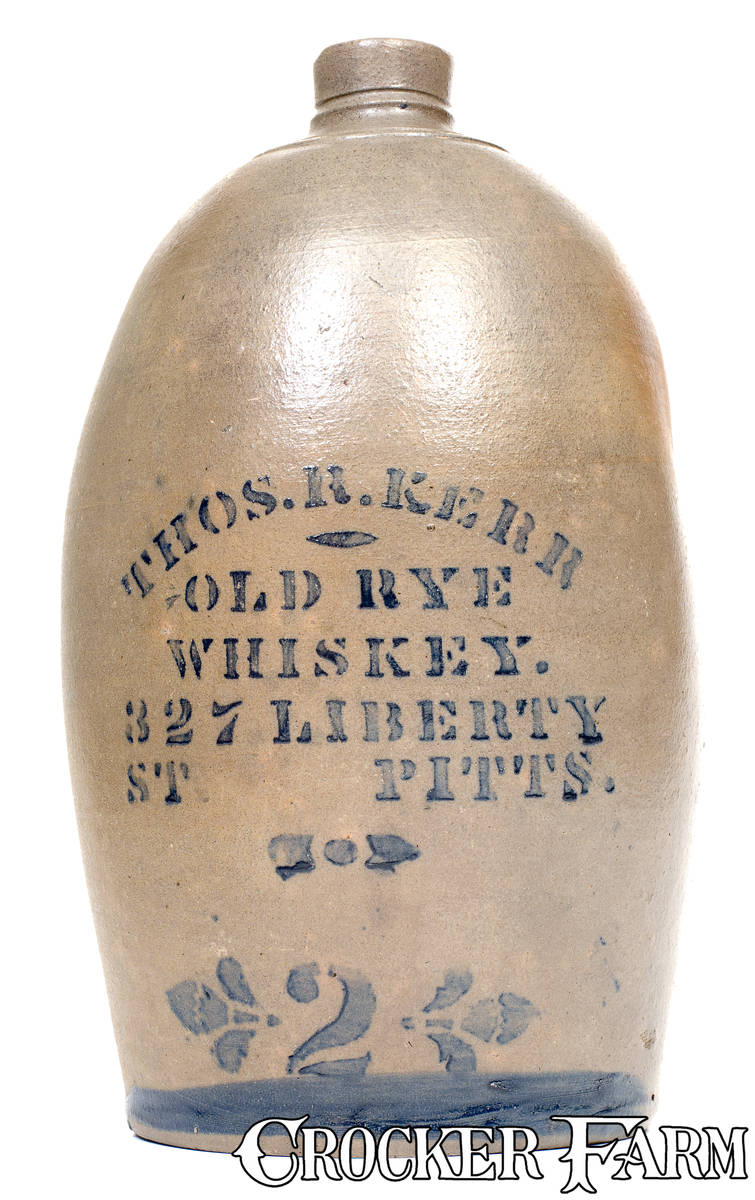 THOS. R. KERR
OLD RYE
WHISKEY.
327 LIBERTY
ST PITTS.
2
CROCKER FARM